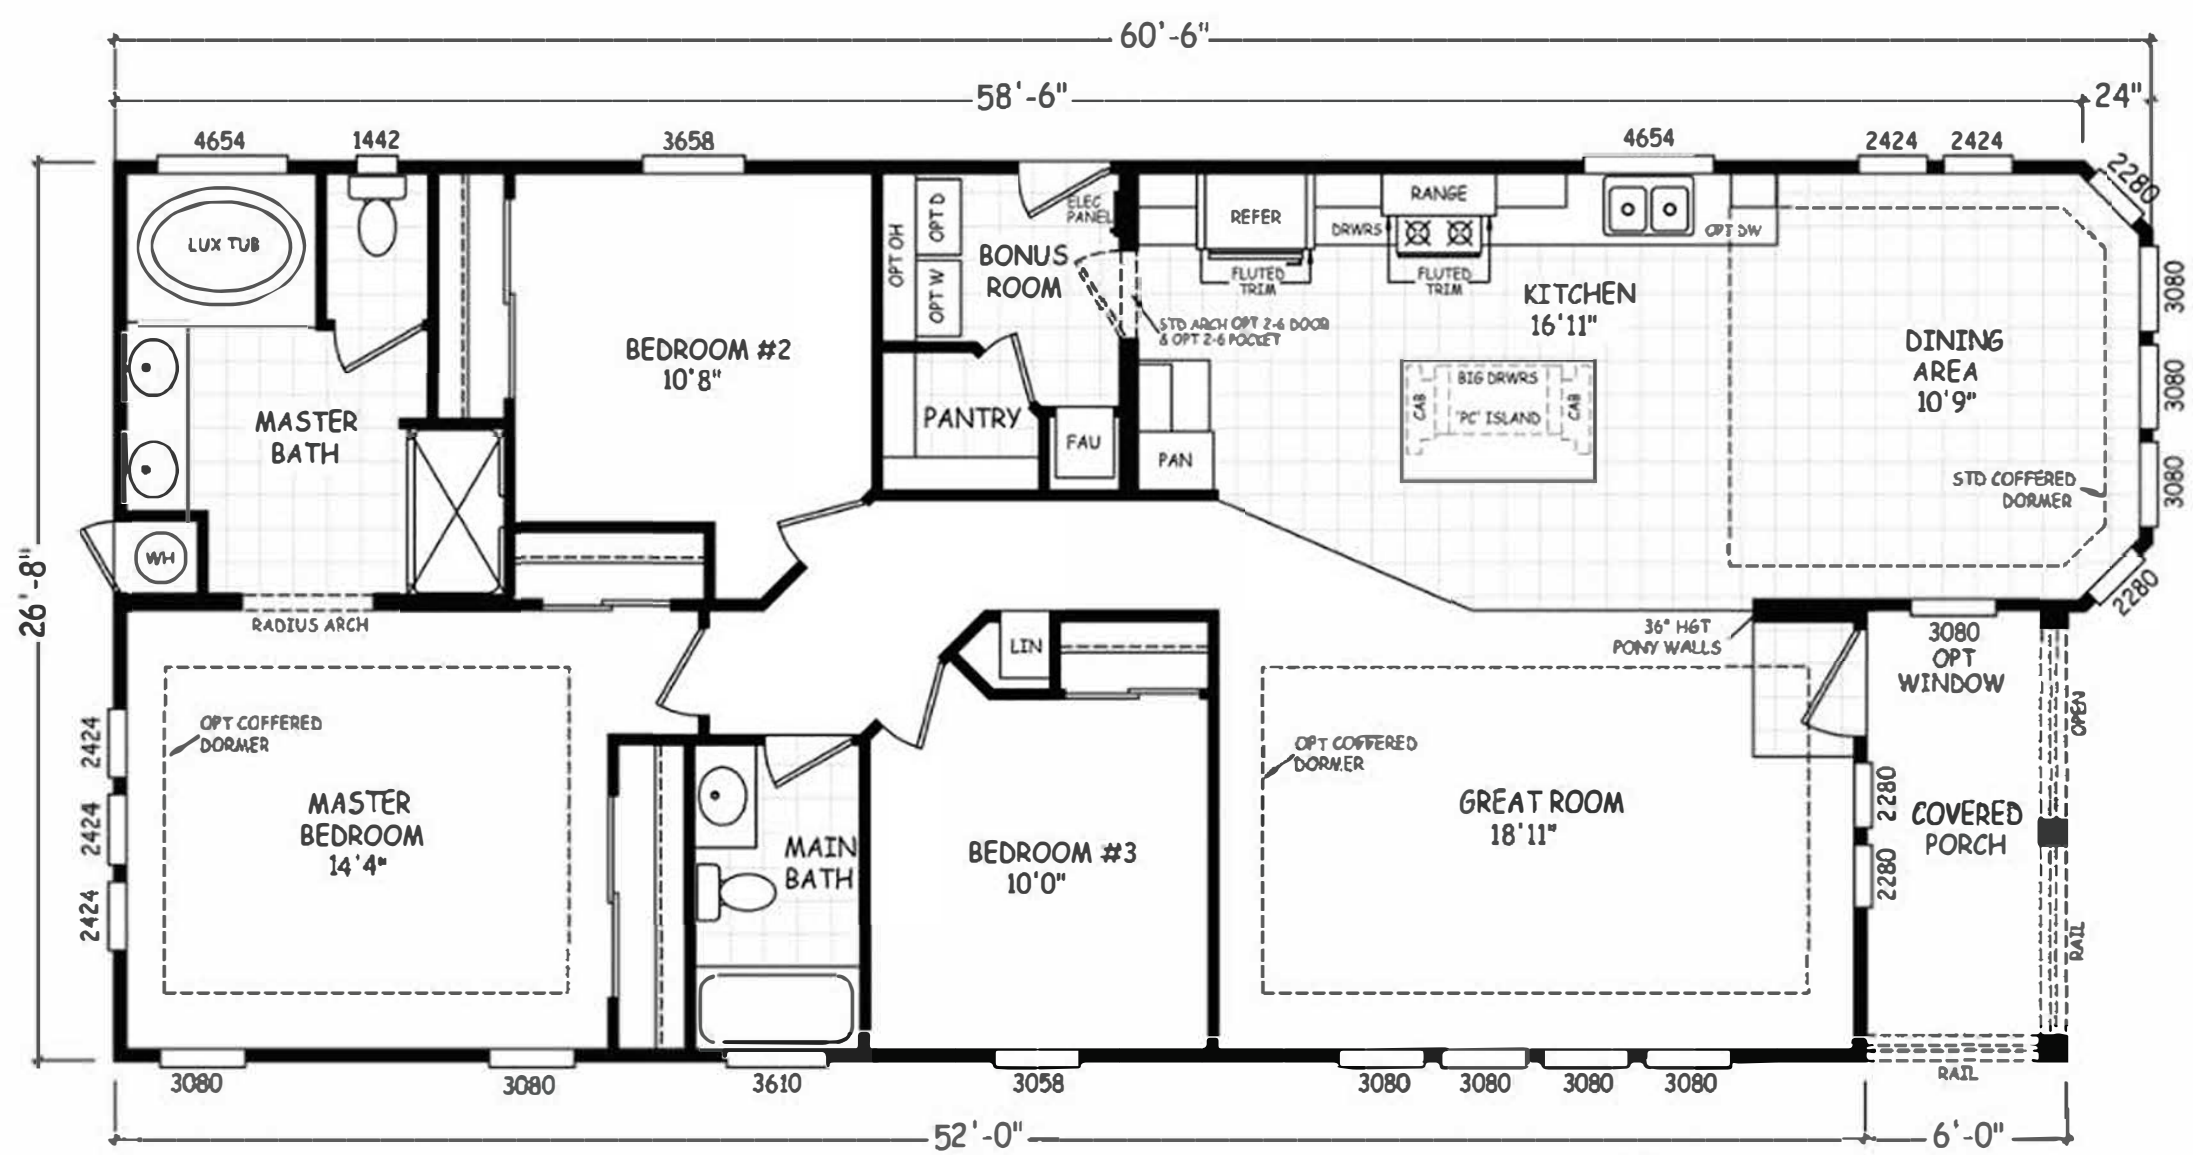 60'-6"
58'-6"
24"
4654
1442
3658
4654
2424
2424
2280
LUX TUB
OPT OH
OPT D
OPT W
ELEC
PANEL
BONUS
ROOM
REFER
DRWRS
RANGE
OPT DW
FLUTED
TRIM
FLUTED
TRIM
KITCHEN
16'11"
STD ARCH OPT 2-6 DOOR
& OPT 2-6 POCKET
3080
3080
3080
DINING
AREA
10'9"
BEDROOM #2
10'8"
MASTER
BATH
PANTRY
FAU
PAN
CAB
BIG DRWRS
'PC' ISLAND
CAB
STD COFFERED
DORMER
26'-8"
WH
2280
RADIUS ARCH
LIN
36" HGT
PONY WALLS
3080
OPT
WINDOW
OPEN
2424
2424
2424
OPT COFFERED
DORMER
MASTER
BEDROOM
14'4"
MAIN
BATH
BEDROOM #3
10'0"
OPT COFFERED
DORMER
GREAT ROOM
18'11"
2280
2280
COVERED
PORCH
RAIL
RAIL
3080
3080
3610
3058
3080
3080
3080
3080
52'-0"
6'-0"